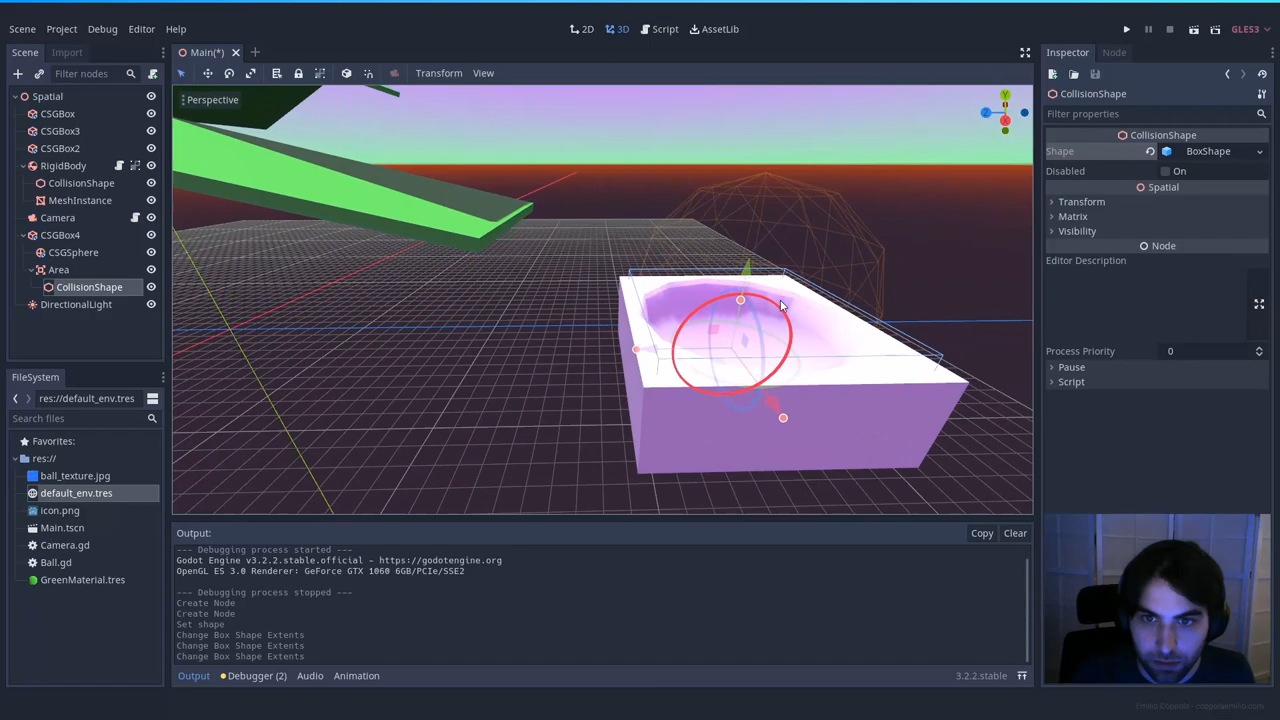 Scene Project Debug Editor Help
2D 3D Script AssetLib
GLES3
Scene Import
Main(*)
Inspector Node
Filter nodes
Transform View
CollisionShape
Filter properties
Perspective
Y
Z
X
Spatial
CSGBox
CSGBox3
CSGBox2
RigidBody
CollisionShape
MeshInstance
Camera
CSGBox4
CSGSphere
Area
CollisionShape
DirectionalLight
CollisionShape
Shape BoxShape
Disabled On
Spatial
Transform
Matrix
Visibility
Node
Editor Description
Process Priority 0
Pause
Script
FileSystem
res://default_env.tres
Search files
Favorites:
res://
ball_texture.jpg
default_env.tres
icon.png
Main.tscn
Camera.gd
Ball.gd
GreenMaterial.tres
Output: Copy Clear
--- Debugging process started ---
Godot Engine v3.2.2.stable.official - https://godotengine.org
OpenGL ES 3.0 Renderer: GeForce GTX 1060 6GB/PCIe/SSE2
--- Debugging process stopped ---
Create Node
Create Node
Set shape
Change Box Shape Extents
Change Box Shape Extents
Change Box Shape Extents
Output Debugger (2) Audio Animation 3.2.2.stable
Emilio Coppola - coppolaemilio.com